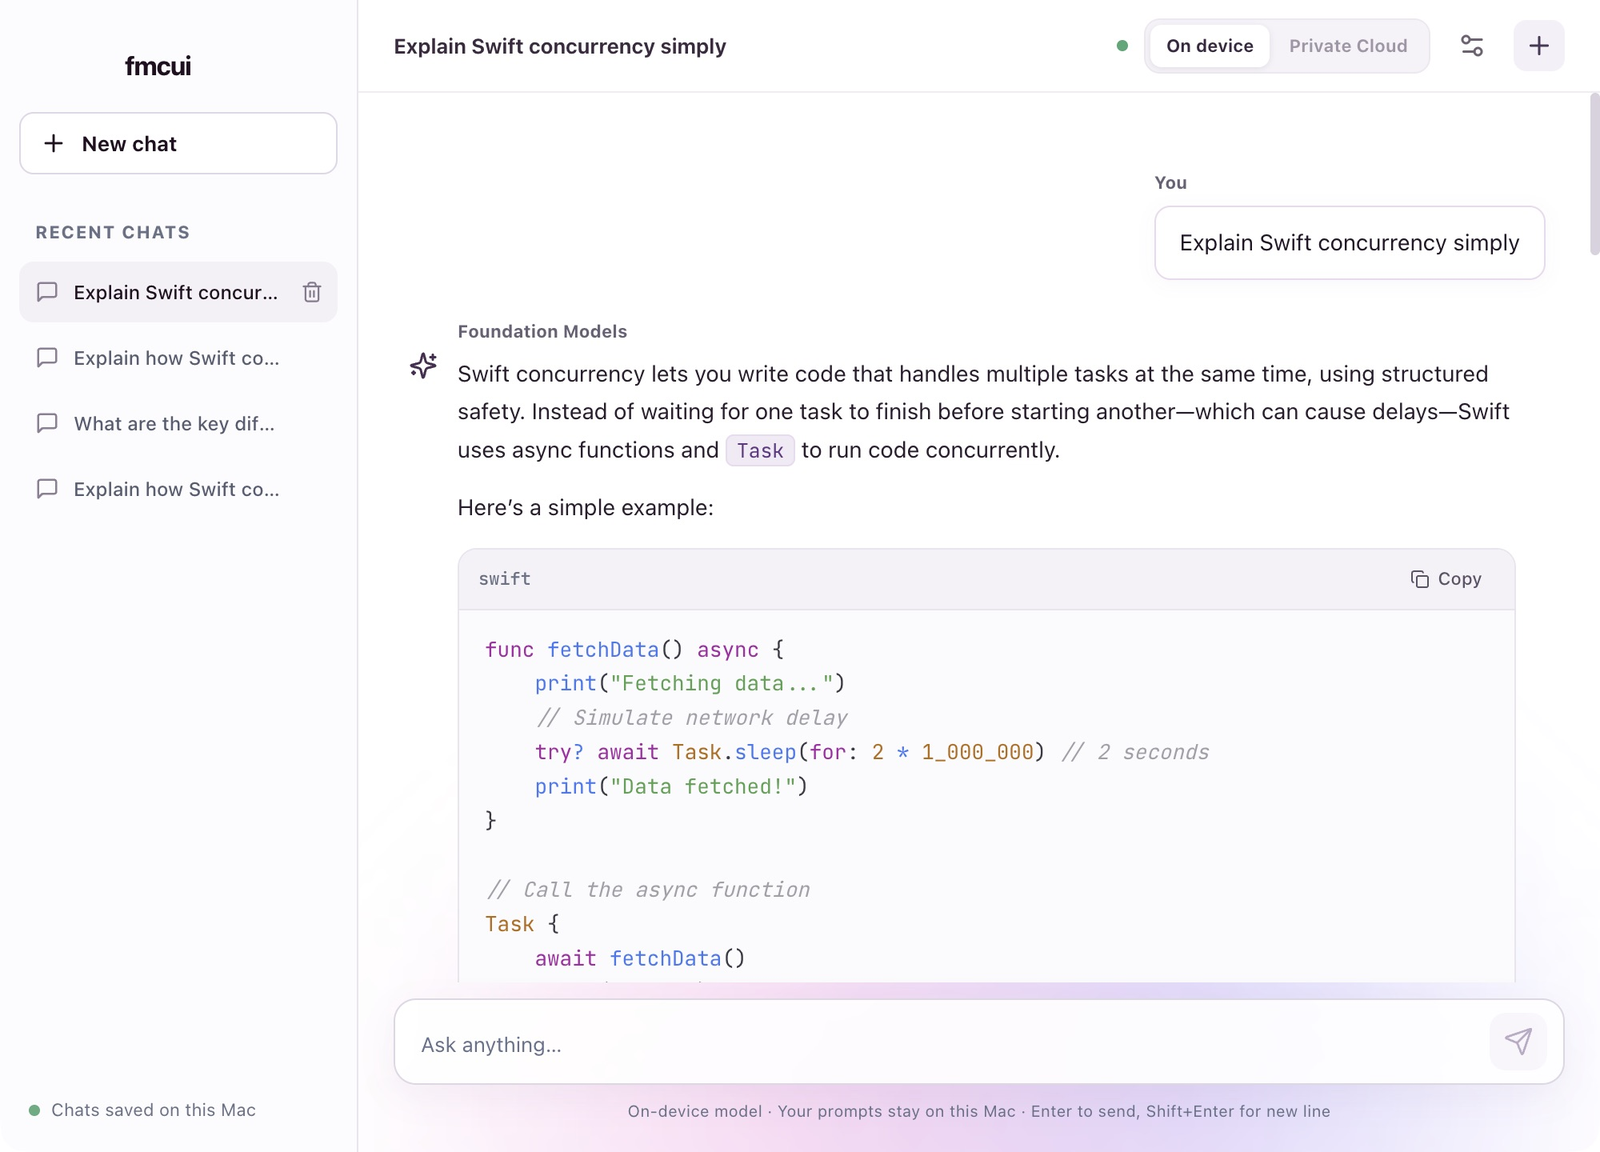 fmcui
New chat
RECENT CHATS
Explain Swift concur...
Explain how Swift co...
What are the key dif...
Explain how Swift co...
Chats saved on this Mac
Explain Swift concurrency simply
On device
Private Cloud
You
Explain Swift concurrency simply
Foundation Models
Swift concurrency lets you write code that handles multiple tasks at the same time, using structured
safety. Instead of waiting for one task to finish before starting another—which can cause delays—Swift
uses async functions and Task to run code concurrently.
Here’s a simple example:
swift
Copy
func fetchData() async {
    print("Fetching data...")
    // Simulate network delay
    try? await Task.sleep(for: 2 * 1_000_000) // 2 seconds
    print("Data fetched!")
}
// Call the async function
Task {
    await fetchData()
Ask anything...
On-device model · Your prompts stay on this Mac · Enter to send, Shift+Enter for new line